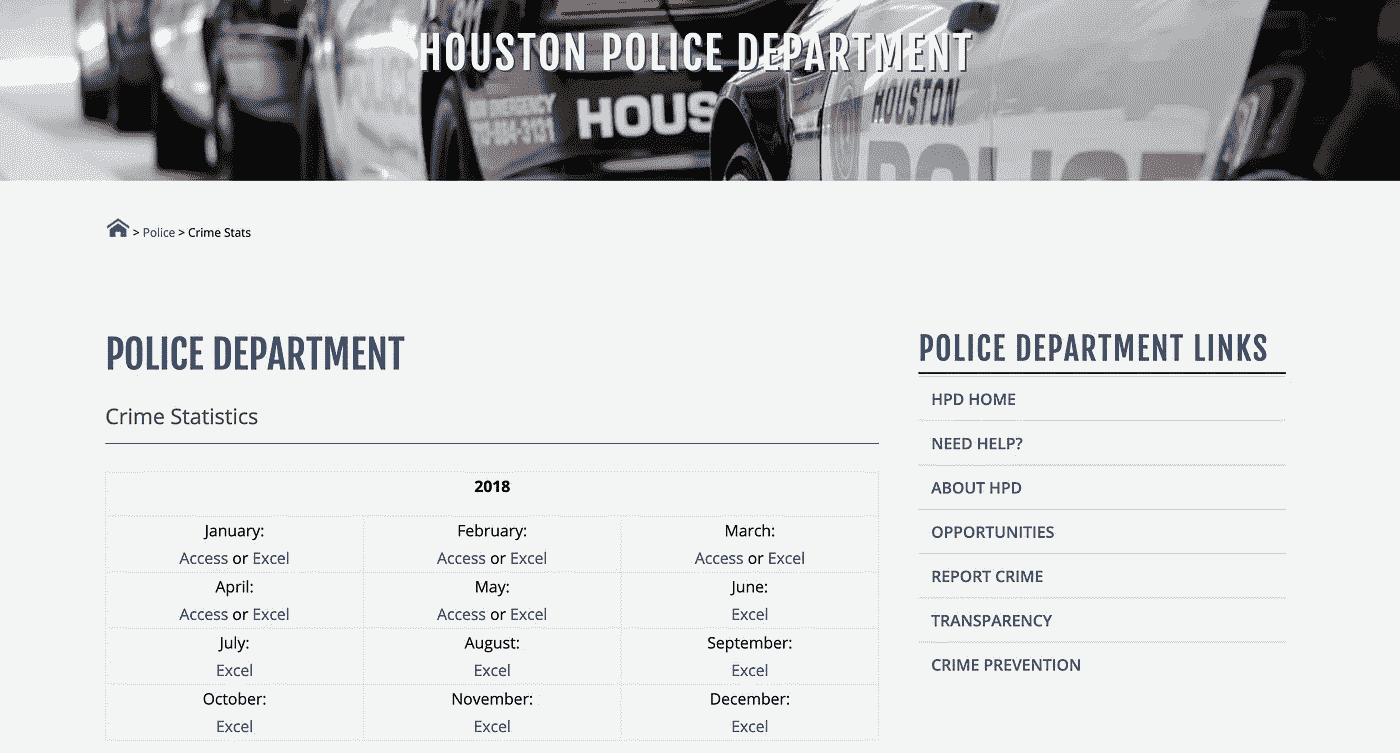 911
HOUSTON POLICE DEPARTMENT
HOUS
HOUSTON
POLICE
> Police > Crime Stats
POLICE DEPARTMENT
Crime Statistics
2018
January:
February:
March:
Access or Excel
Access or Excel
Access or Excel
April:
May:
June:
Access or Excel
Access or Excel
Excel
July:
August:
September:
Excel
Excel
Excel
October:
November:
December:
Excel
Excel
Excel
POLICE DEPARTMENT LINKS
HPD HOME
NEED HELP?
ABOUT HPD
OPPORTUNITIES
REPORT CRIME
TRANSPARENCY
CRIME PREVENTION